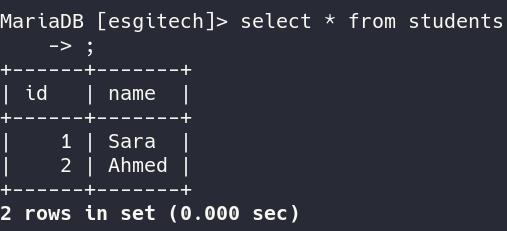 MariaDB [esgitech]> select * from students
    -> ;
+------+-------+
| id   | name  |
+------+-------+
|    1 | Sara  |
|    2 | Ahmed |
+------+-------+
2 rows in set (0.000 sec)